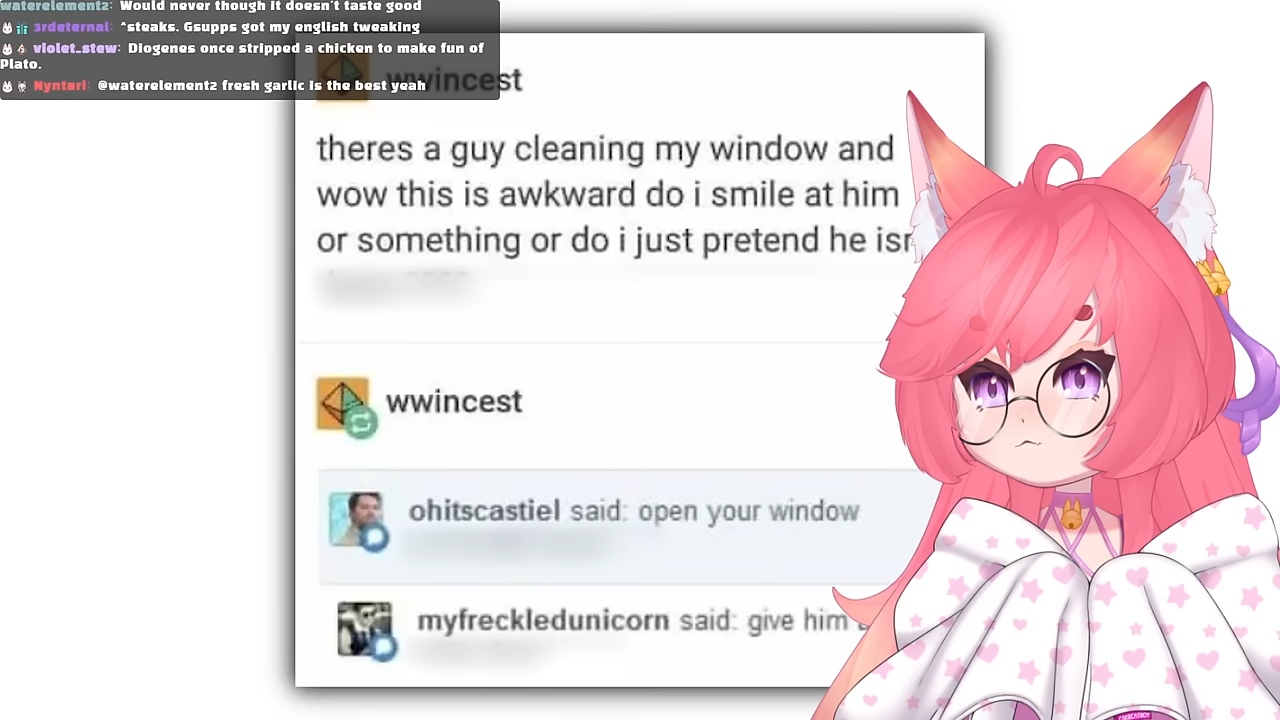 waterelement2: Would never though it doesn't taste good
3rdeternal: *steaks. Gsupps got my english tweaking
violet_stew: Diogenes once stripped a chicken to make fun of
Plato.
Nyntari: @waterelement2 fresh garlic is the best yeah
wwincest
theres a guy cleaning my window and
wow this is awkward do i smile at him
or something or do i just pretend he
wwincest
ohitscastiel said: open your window
myfreckledunicorn said: give him